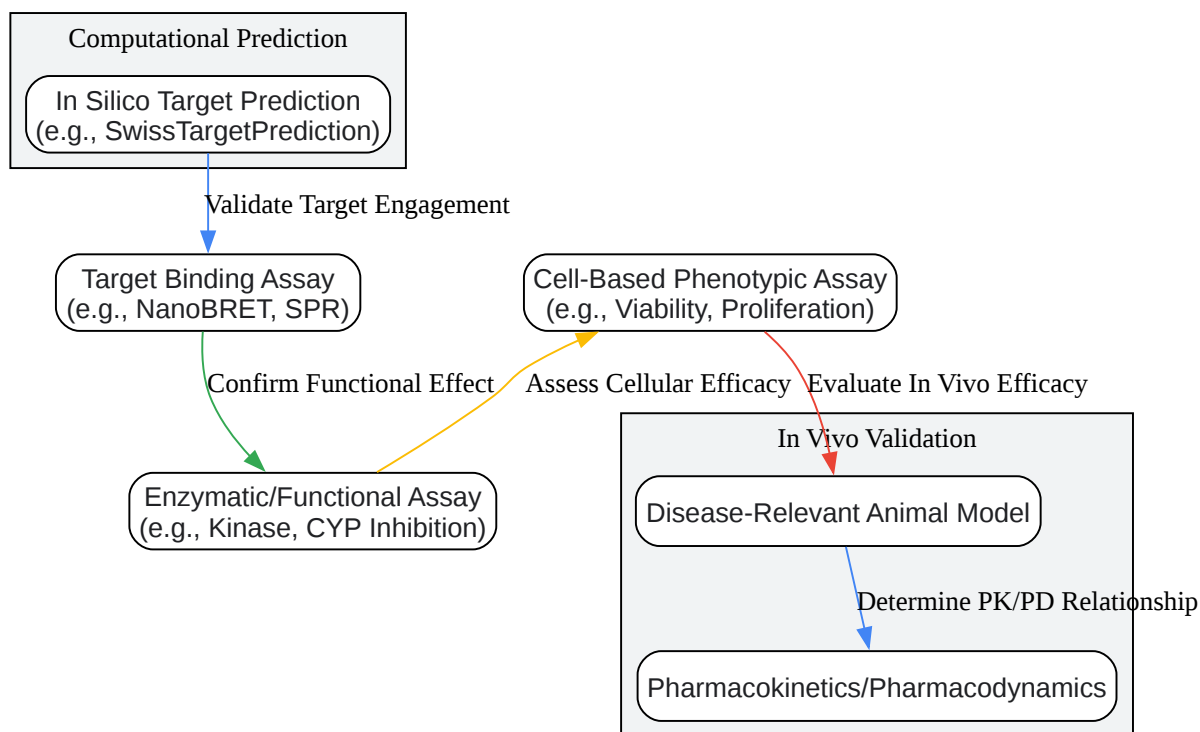 Computational Prediction
In Silico Target Prediction
(e.g., SwissTargetPrediction)
Validate Target Engagement
Target Binding Assay
(e.g., NanoBRET, SPR)
Cell-Based Phenotypic Assay
(e.g., Viability, Proliferation)
Confirm Functional Effect
Assess Cellular Efficacy
Evaluate In Vivo Efficacy
In Vivo Validation
Enzymatic/Functional Assay
(e.g., Kinase, CYP Inhibition)
Disease-Relevant Animal Model
Determine PK/PD Relationship
Pharmacokinetics/Pharmacodynamics